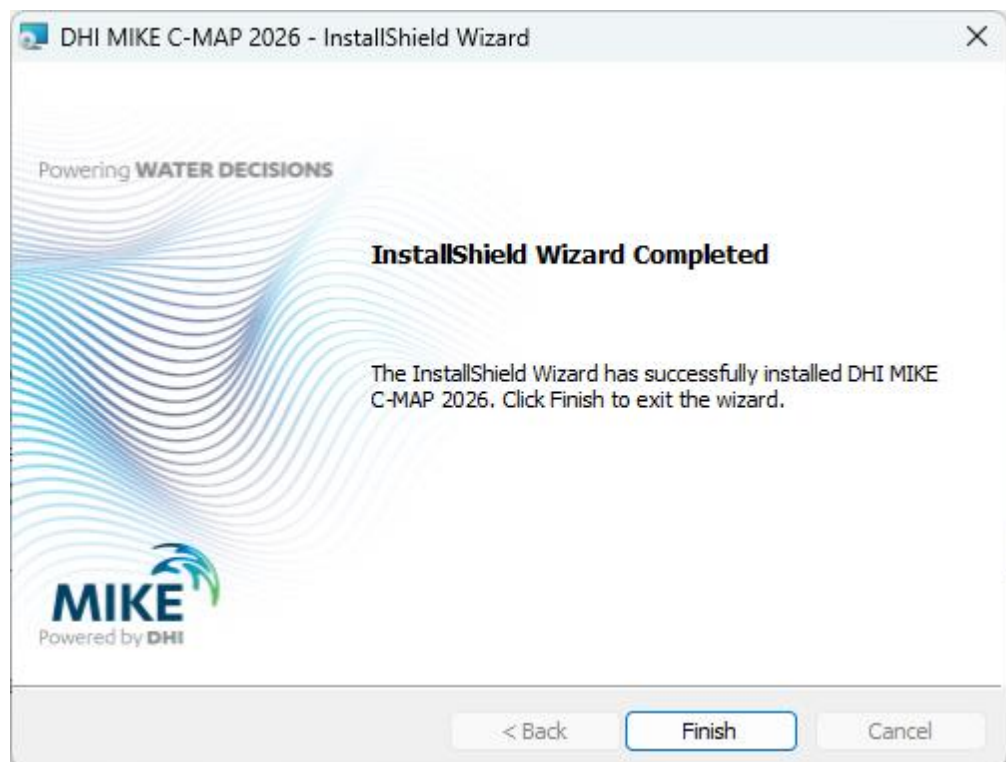 DHI MIKE C-MAP 2026 - InstallShield Wizard
Powering WATER DECISIONS
InstallShield Wizard Completed
The InstallShield Wizard has successfully installed DHI MIKE
C-MAP 2026. Click Finish to exit the wizard.
MIKE
Powered by DHI
< Back
Finish
Cancel